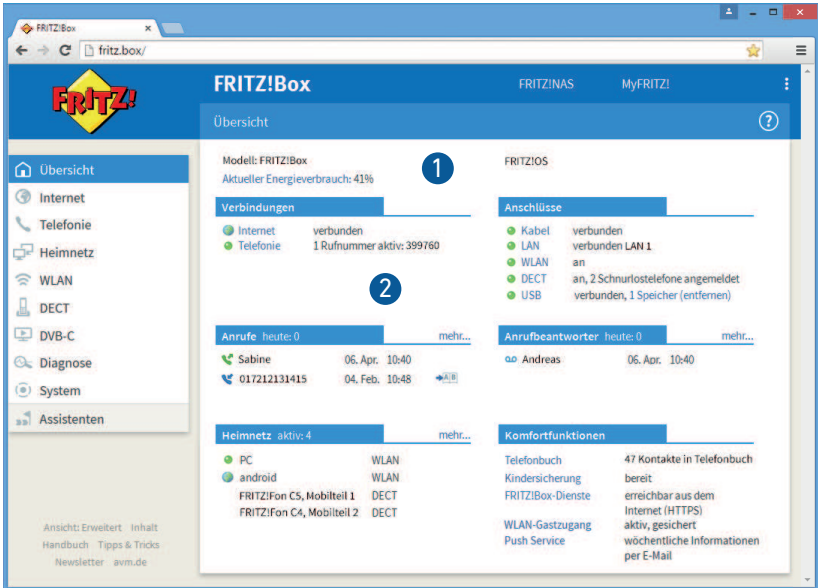 FRITZ!Box
fritz.box/
FRITZ!
FRITZ!Box
FRITZ!NAS
MyFRITZ!
Übersicht
?
Übersicht
Internet
Telefonie
Heimnetz
WLAN
DECT
DVB-C
Diagnose
System
Assistenten
Ansicht: Erweitert Inhalt
Handbuch Tipps & Tricks
Newsletter avm.de
Modell: FRITZ!Box
FRITZ!OS
Aktueller Energieverbrauch: 41%
1
Verbindungen
Internet verbunden
Telefonie 1 Rufnummer aktiv: 399760
Anschlüsse
Kabel verbunden
LAN verbunden LAN 1
WLAN an
DECT an, 2 Schnurlostelefone angemeldet
USB verbunden, 1 Speicher (entfernen)
2
Anrufe heute: 0 mehr...
Sabine 06. Apr. 10:40
017212131415 04. Feb. 10:48 AB
Anrufbeantworter heute: 0 mehr...
Andreas 06. Apr. 10:40
Heimnetz aktiv: 4 mehr...
PC WLAN
android WLAN
FRITZ!Fon C5, Mobilteil 1 DECT
FRITZ!Fon C4, Mobilteil 2 DECT
Komfortfunktionen
Telefonbuch 47 Kontakte in Telefonbuch
Kindersicherung bereit
FRITZ!Box-Dienste erreichbar aus dem
Internet (HTTPS)
WLAN-Gastzugang aktiv, gesichert
Push Service wöchentliche Informationen
per E-Mail